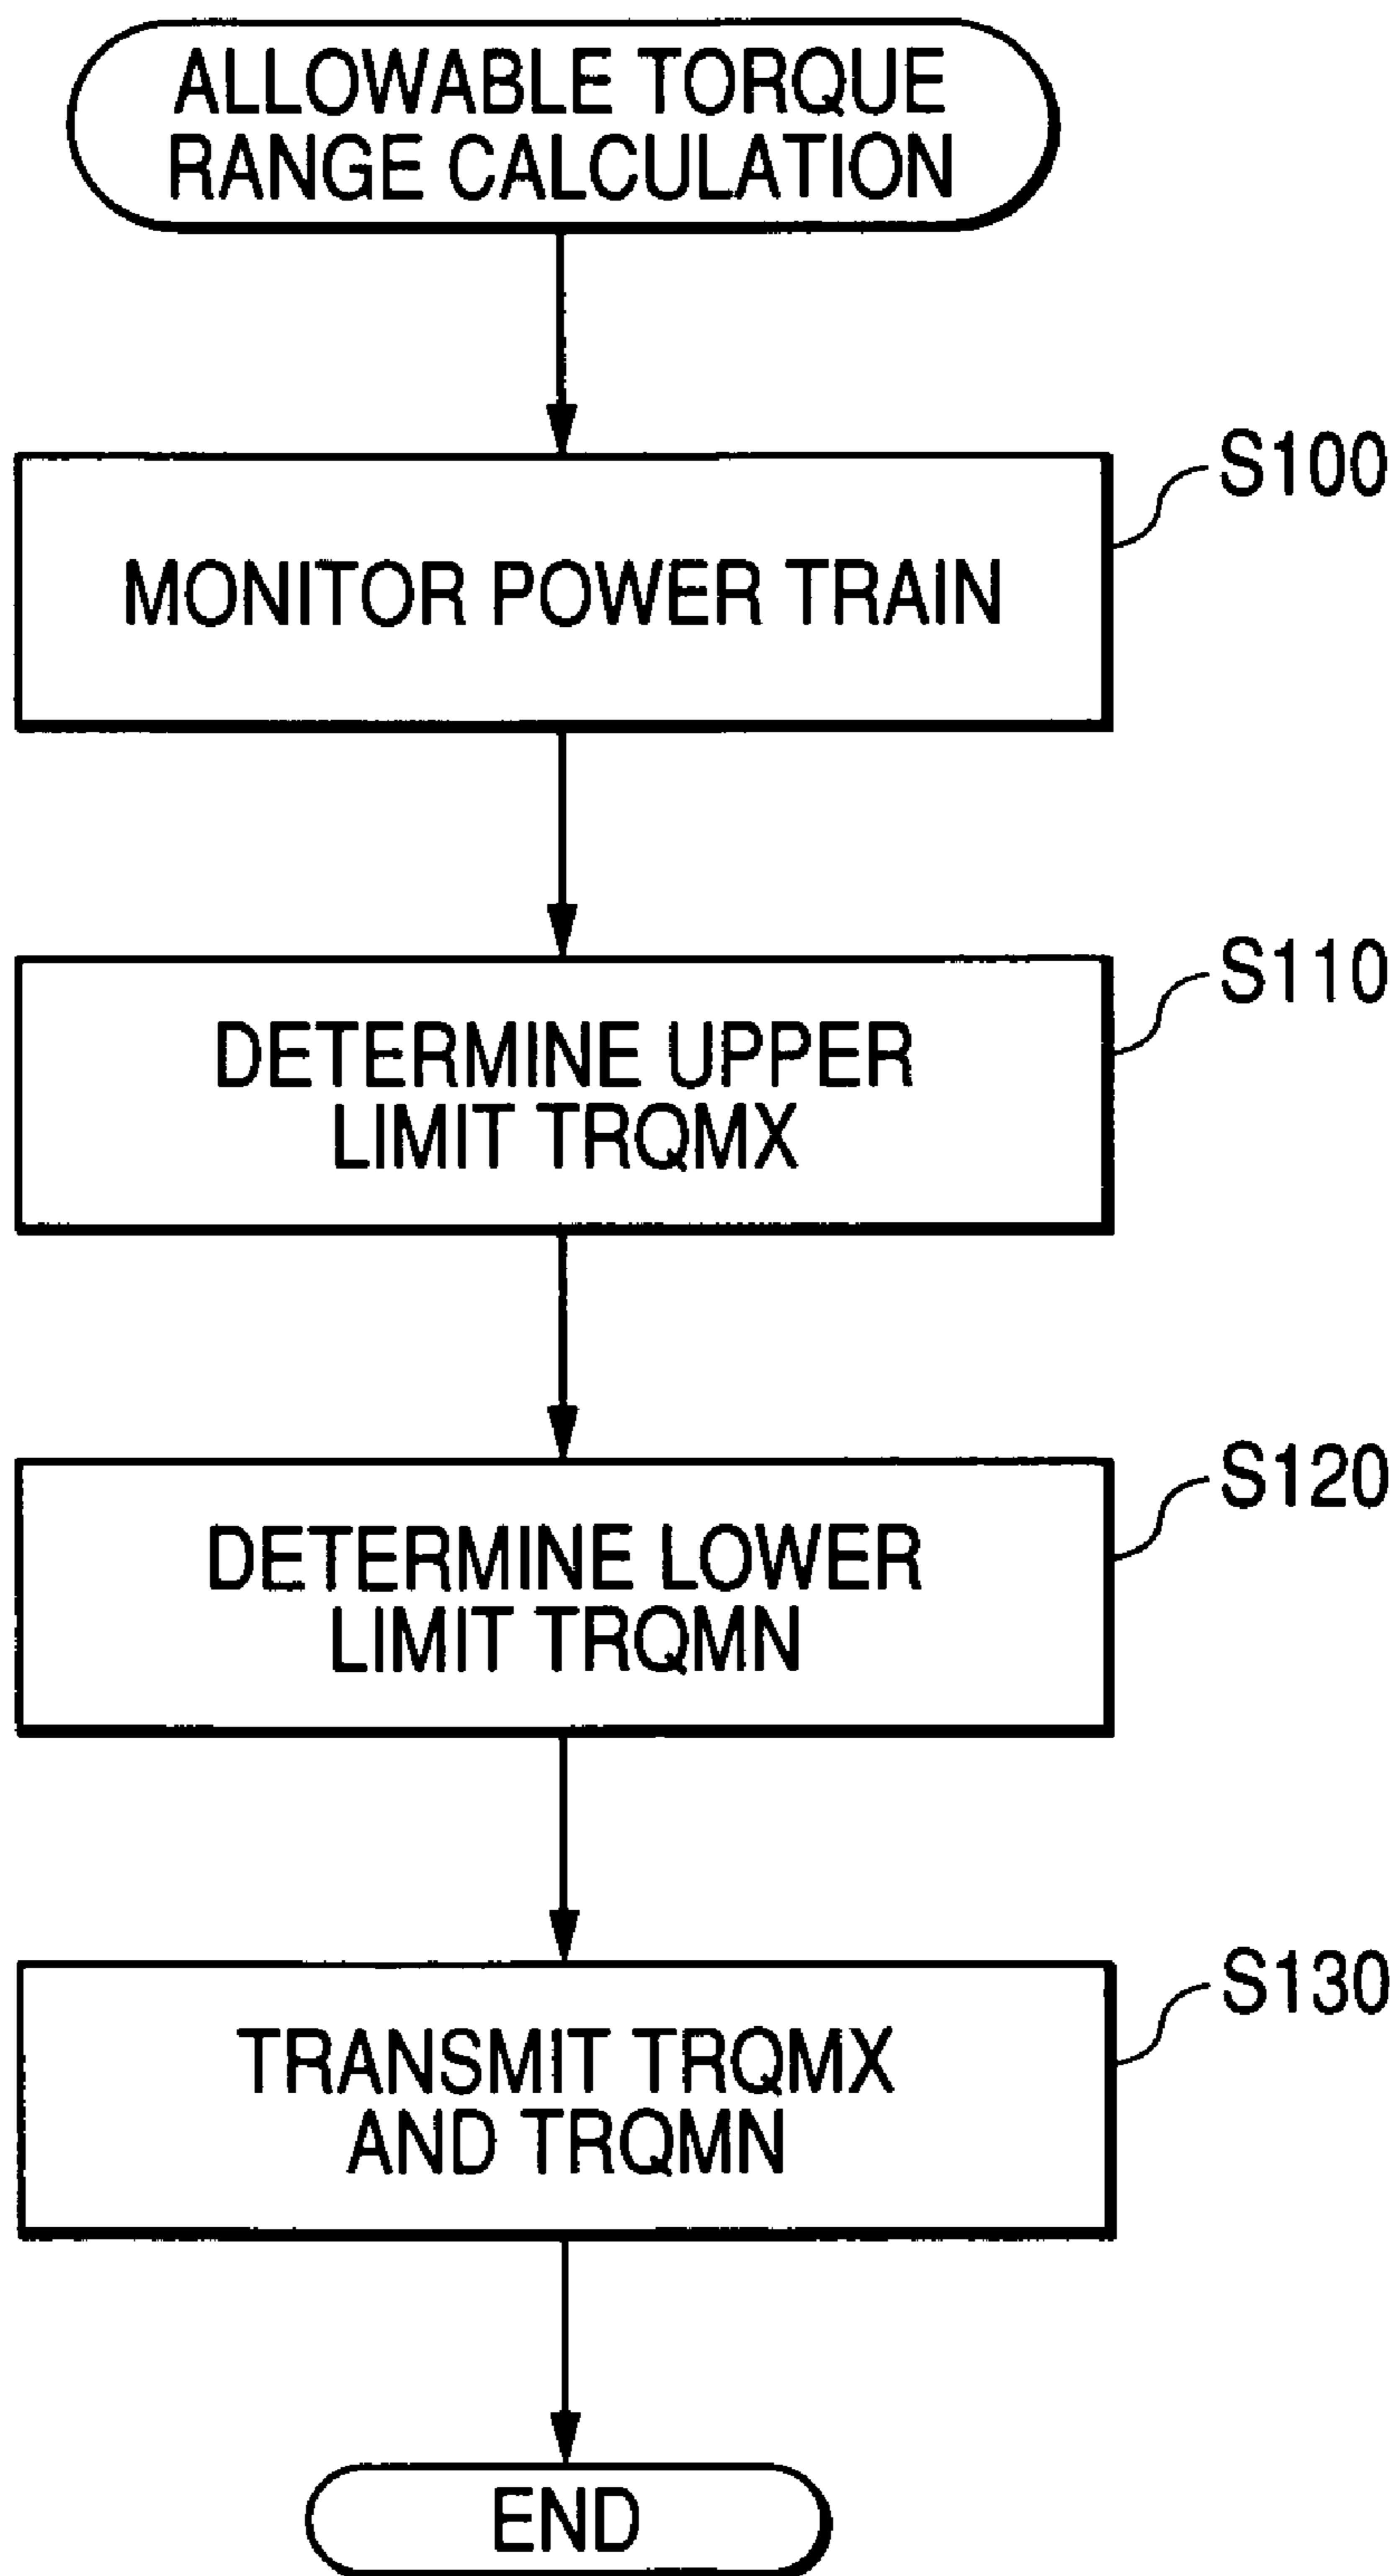 ALLOWABLE TORQUE
RANGE CALCULATION
S100
MONITOR POWER TRAIN
S110
DETERMINE UPPER
LIMIT TRQMX
S120
DETERMINE LOWER
LIMIT TRQMN
S130
TRANSMIT TRQMX
AND TRQMN
END